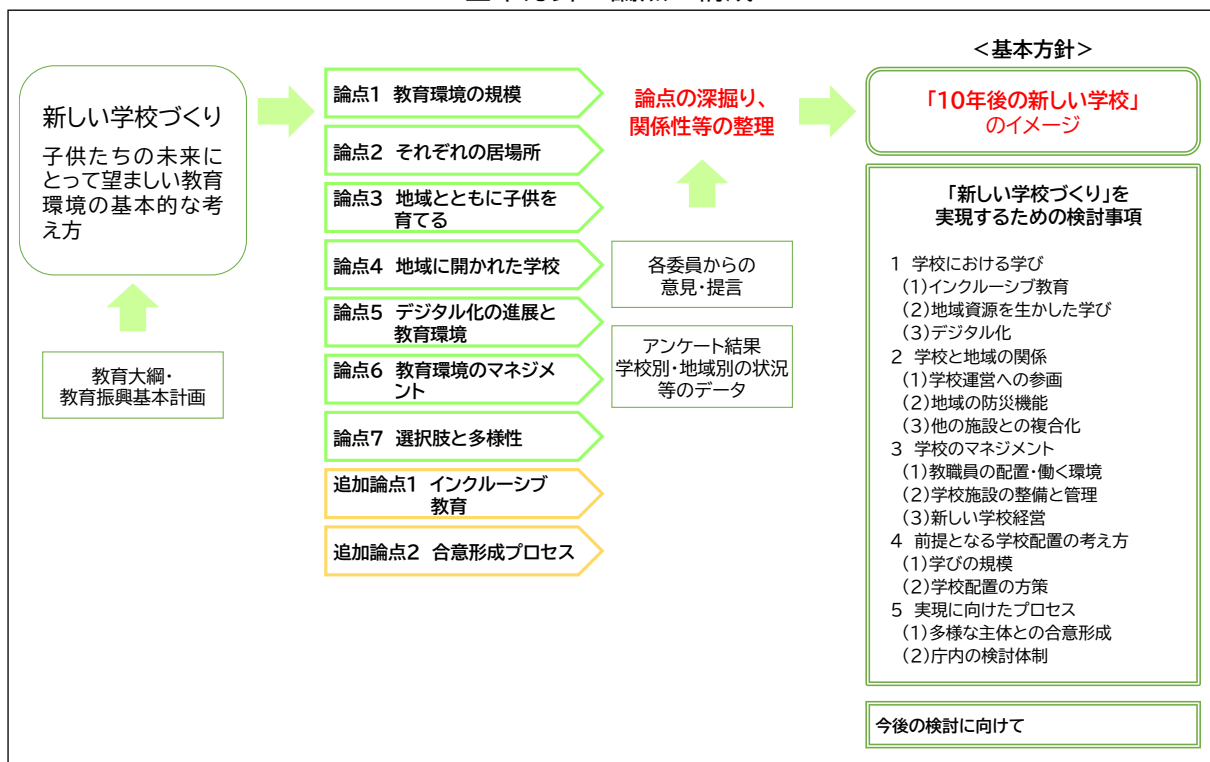 新しい学校づくり
子供たちの未来に
とって望ましい教育
環境の基本的な考
え方
教育大綱・
教育振興基本計画
論点1 教育環境の規模
論点2 それぞれの居場所
論点3 地域とともに子供を
育てる
論点4 地域に開かれた学校
論点5 デジタル化の進展と
教育環境
論点6 教育環境のマネジメ
ント
論点7 選択肢と多様性
追加論点1 インクルーシブ
教育
追加論点2 合意形成プロセス
論点の深掘り、
関係性等の整理
各委員からの
意見・提言
アンケート結果
学校別・地域別の状況
等のデータ
<基本方針>
「10年後の新しい学校」
のイメージ
「新しい学校づくり」を
実現するための検討事項
1 学校における学び
(1)インクルーシブ教育
(2)地域資源を生かした学び
(3)デジタル化
2 学校と地域の関係
(1)学校運営への参画
(2)地域の防災機能
(3)他の施設との複合化
3 学校のマネジメント
(1)教職員の配置・働く環境
(2)学校施設の整備と管理
(3)新しい学校経営
4 前提となる学校配置の考え方
(1)学びの規模
(2)学校配置の方策
5 実現に向けたプロセス
(1)多様な主体との合意形成
(2)庁内の検討体制
今後の検討に向けて